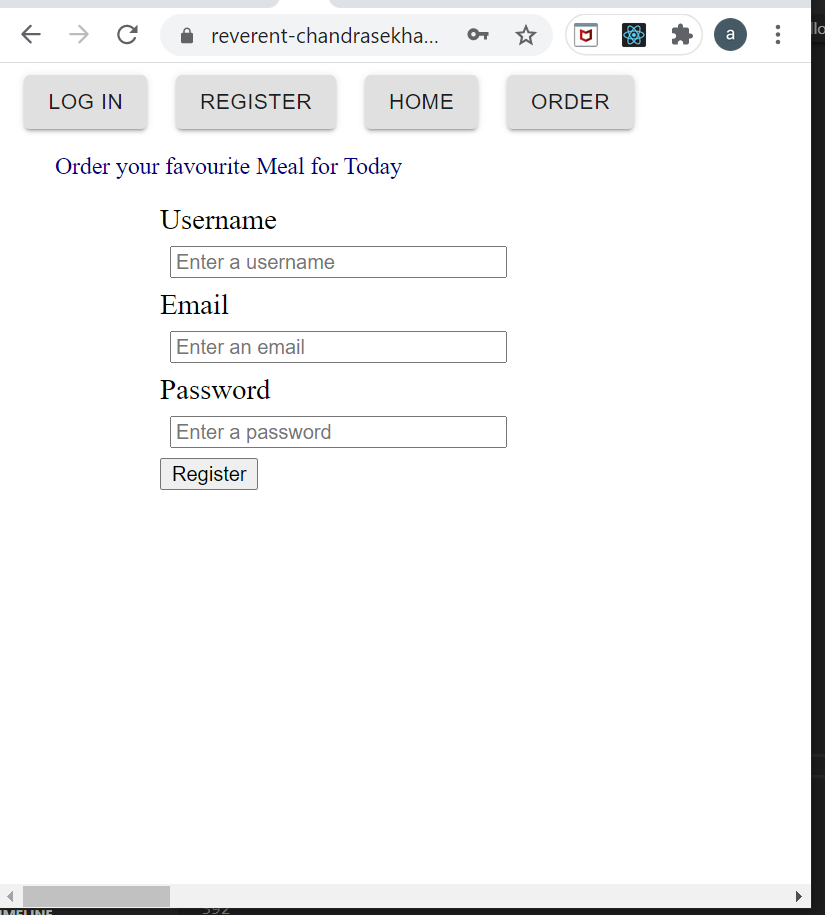 reverent-chandrasekha...
a
LOG IN
REGISTER
HOME
ORDER
Order your favourite Meal for Today
Username
Enter a username
Email
Enter an email
Password
Enter a password
Register